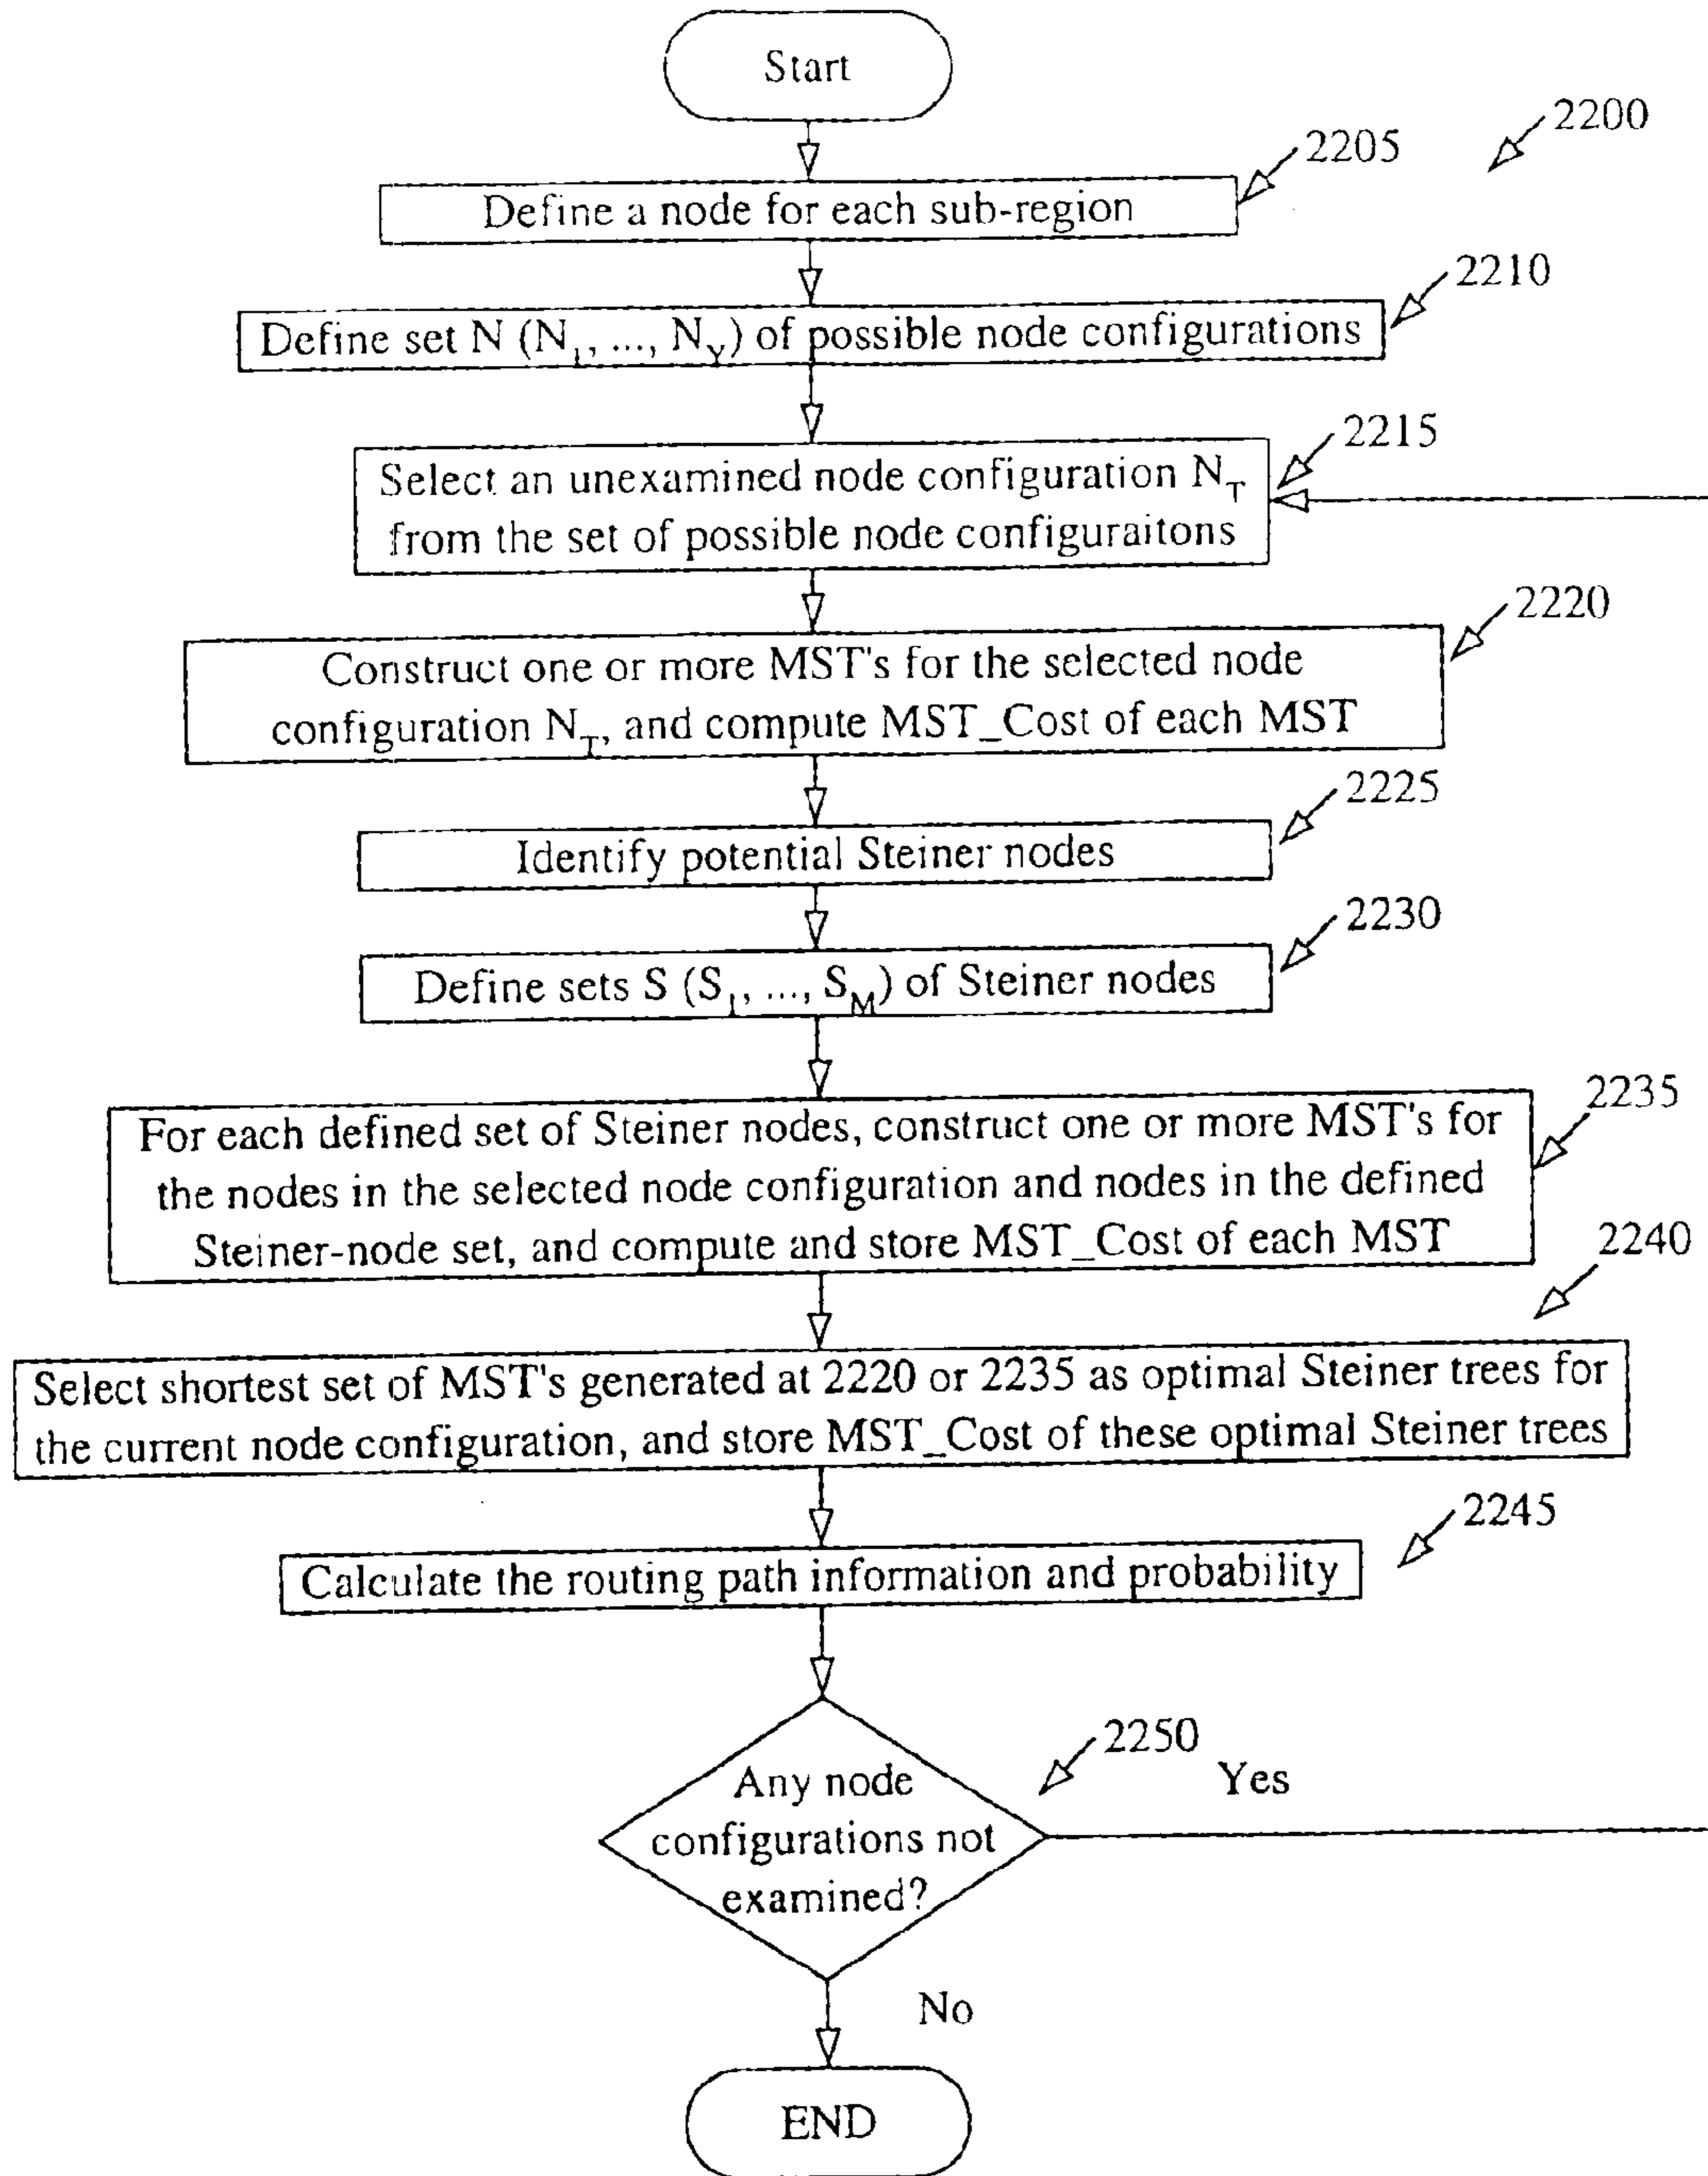 Start
2200
2205
Define a node for each sub-region
2210
Define set N (N₁, ..., N_Y) of possible node configurations
2215
Select an unexamined node configuration N_T
from the set of possible node configuraitons
2220
Construct one or more MST's for the selected node
configuration N_T, and compute MST_Cost of each MST
2225
Identify potential Steiner nodes
2230
Define sets S (S₁, ..., S_M) of Steiner nodes
2235
For each defined set of Steiner nodes, construct one or more MST's for
the nodes in the selected node configuration and nodes in the defined
Steiner-node set, and compute and store MST_Cost of each MST
2240
Select shortest set of MST's generated at 2220 or 2235 as optimal Steiner trees for
the current node configuration, and store MST_Cost of these optimal Steiner trees
2245
Calculate the routing path information and probability
2250
Any node
configurations not
examined?
Yes
No
END